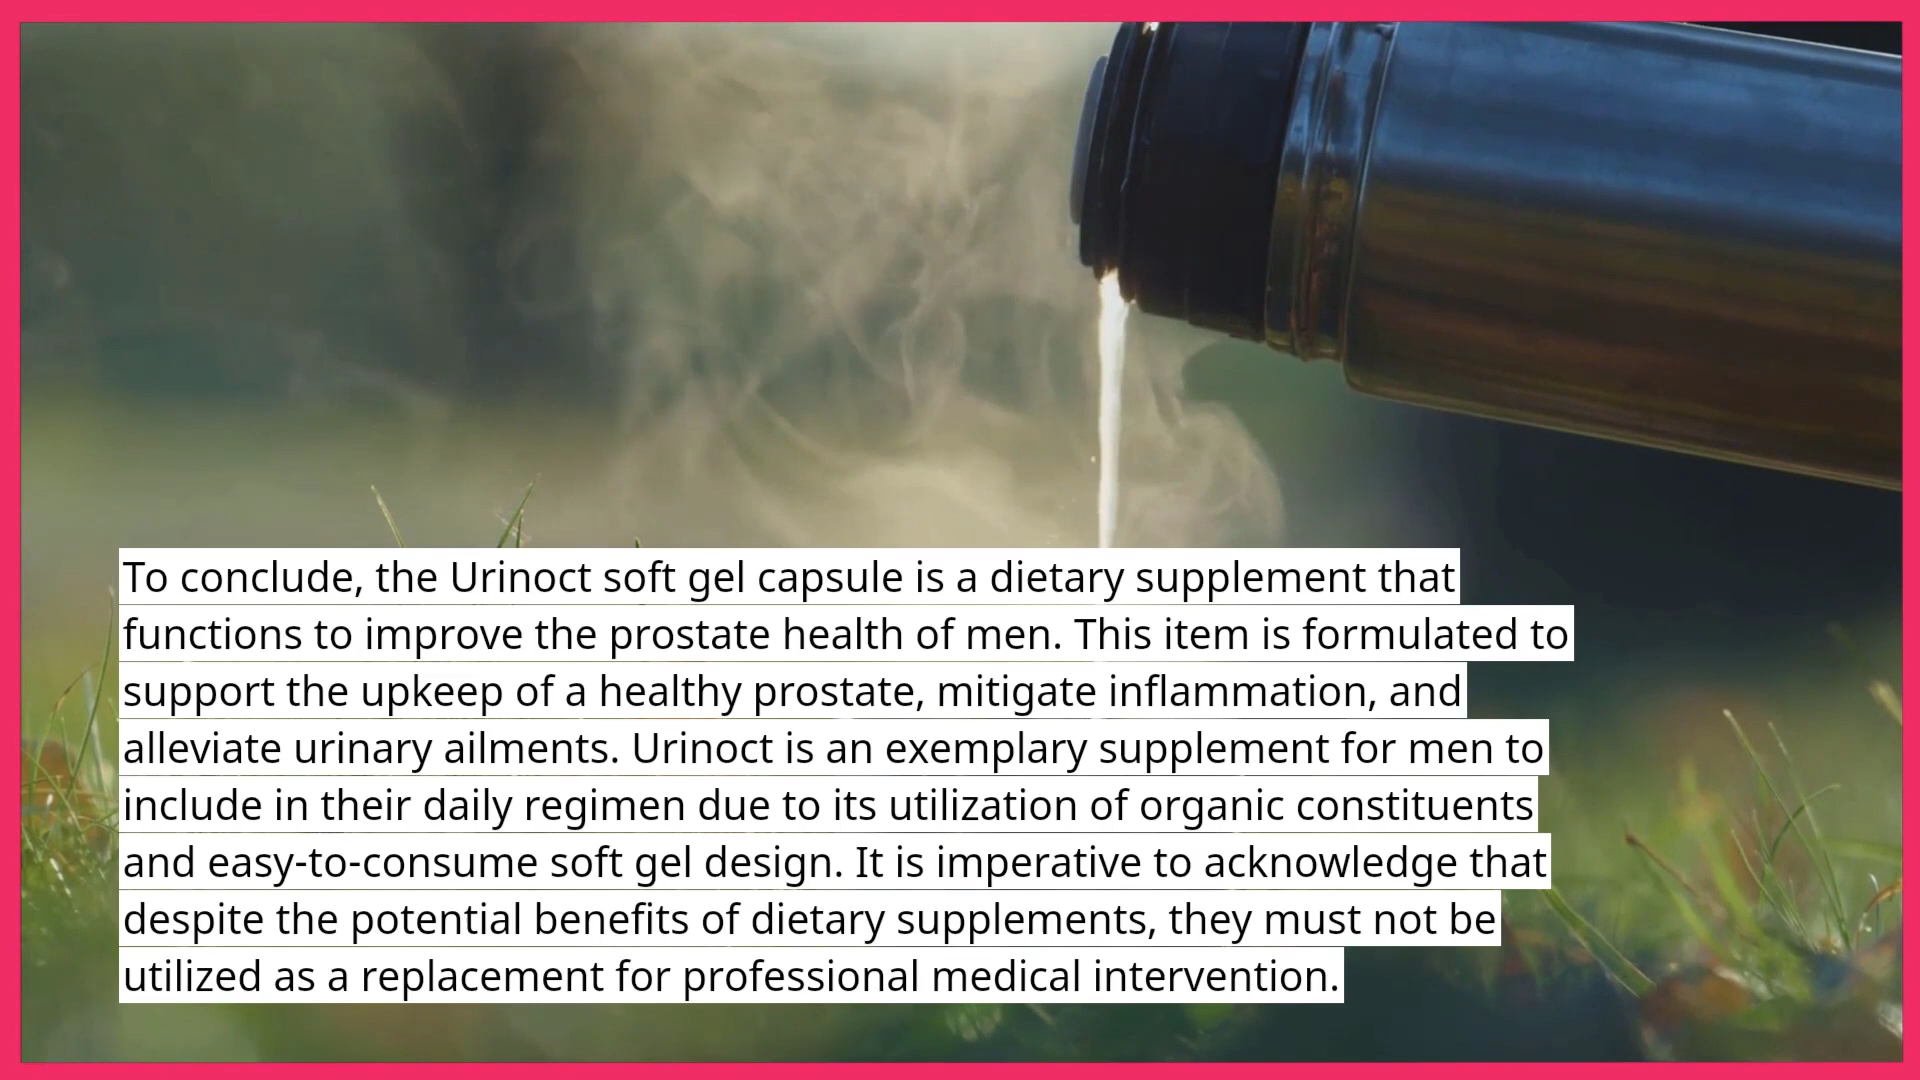 To conclude, the Urinoct soft gel capsule is a dietary supplement that
functions to improve the prostate health of men. This item is formulated to
support the upkeep of a healthy prostate, mitigate inflammation, and
alleviate urinary ailments. Urinoct is an exemplary supplement for men to
include in their daily regimen due to its utilization of organic constituents
and easy-to-consume soft gel design. It is imperative to acknowledge that
despite the potential benefits of dietary supplements, they must not be
utilized as a replacement for professional medical intervention.